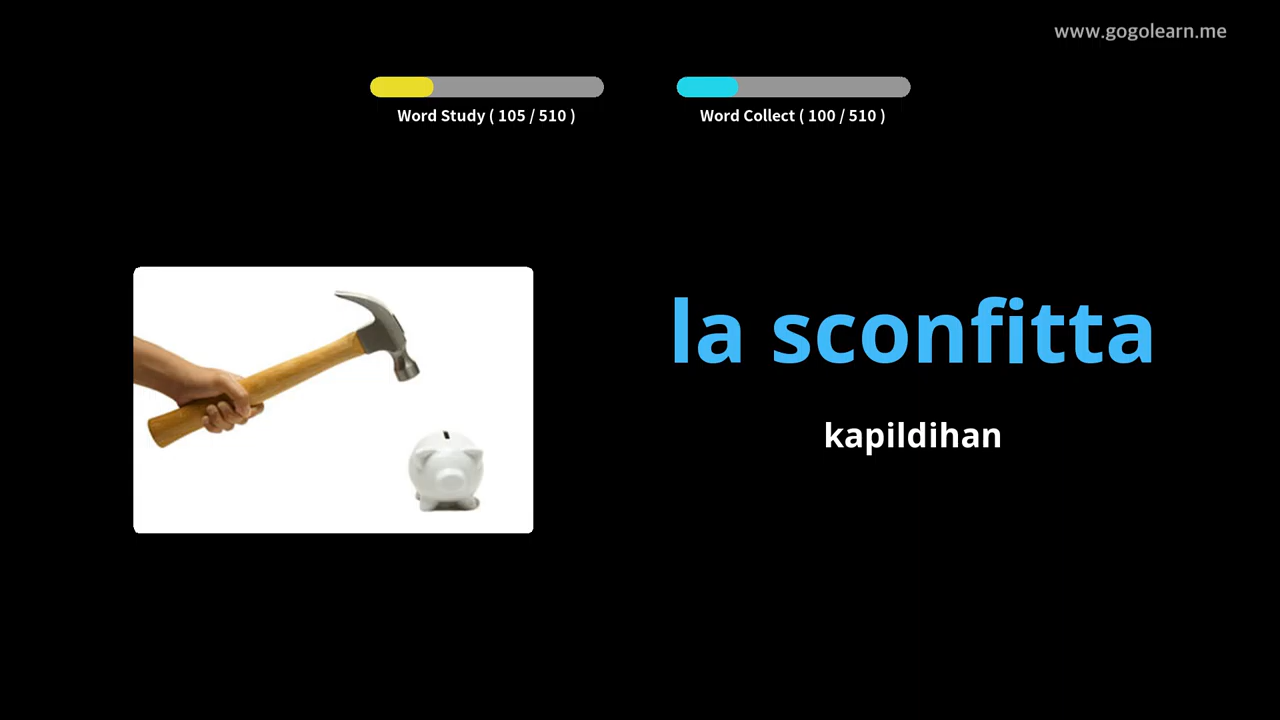 www.gogolearn.me
Word Study ( 105 / 510 )
Word Collect ( 100 / 510 )
la sconfitta
kapildihan